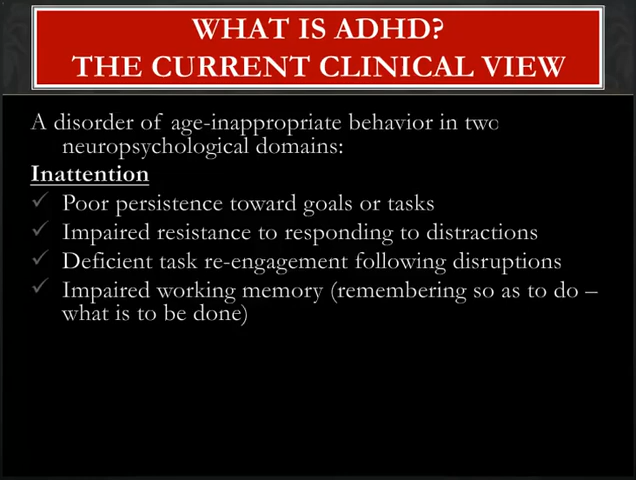 WHAT IS ADHD?
THE CURRENT CLINICAL VIEW
A disorder of age-inappropriate behavior in two
neuropsychological domains:
Inattention
✓ Poor persistence toward goals or tasks
✓ Impaired resistance to responding to distractions
✓ Deficient task re-engagement following disruptions
✓ Impaired working memory (remembering so as to do –
what is to be done)